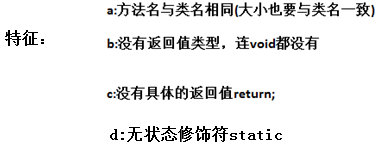 a:方法名与类名相同(大小也要与类名一致)
特征：
b:没有返回值类型，连void都没有
c:没有具体的返回值return;
d:无状态修饰符static